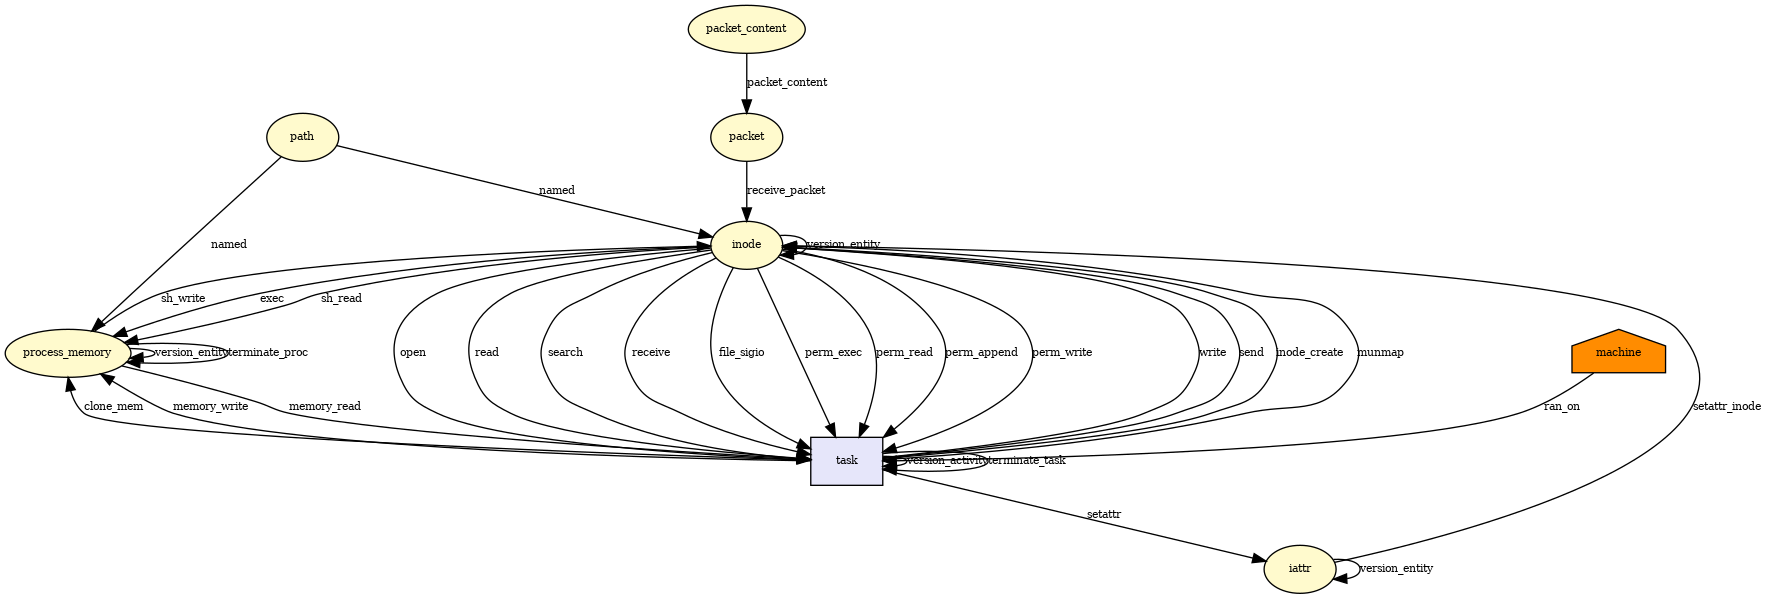 packet_content
packet_content
path
packet
named
receive_packet
named
inode
version_entity
sh_write
exec
sh_read
process_memory
version_entity
terminate_proc
open
read
search
receive
file_sigio
perm_exec
perm_read
perm_append
perm_write
write
send
inode_create
munmap
machine
clone_mem
memory_write
memory_read
ran_on
setattr_inode
task
version_activity
terminate_task
setattr
iattr
version_entity